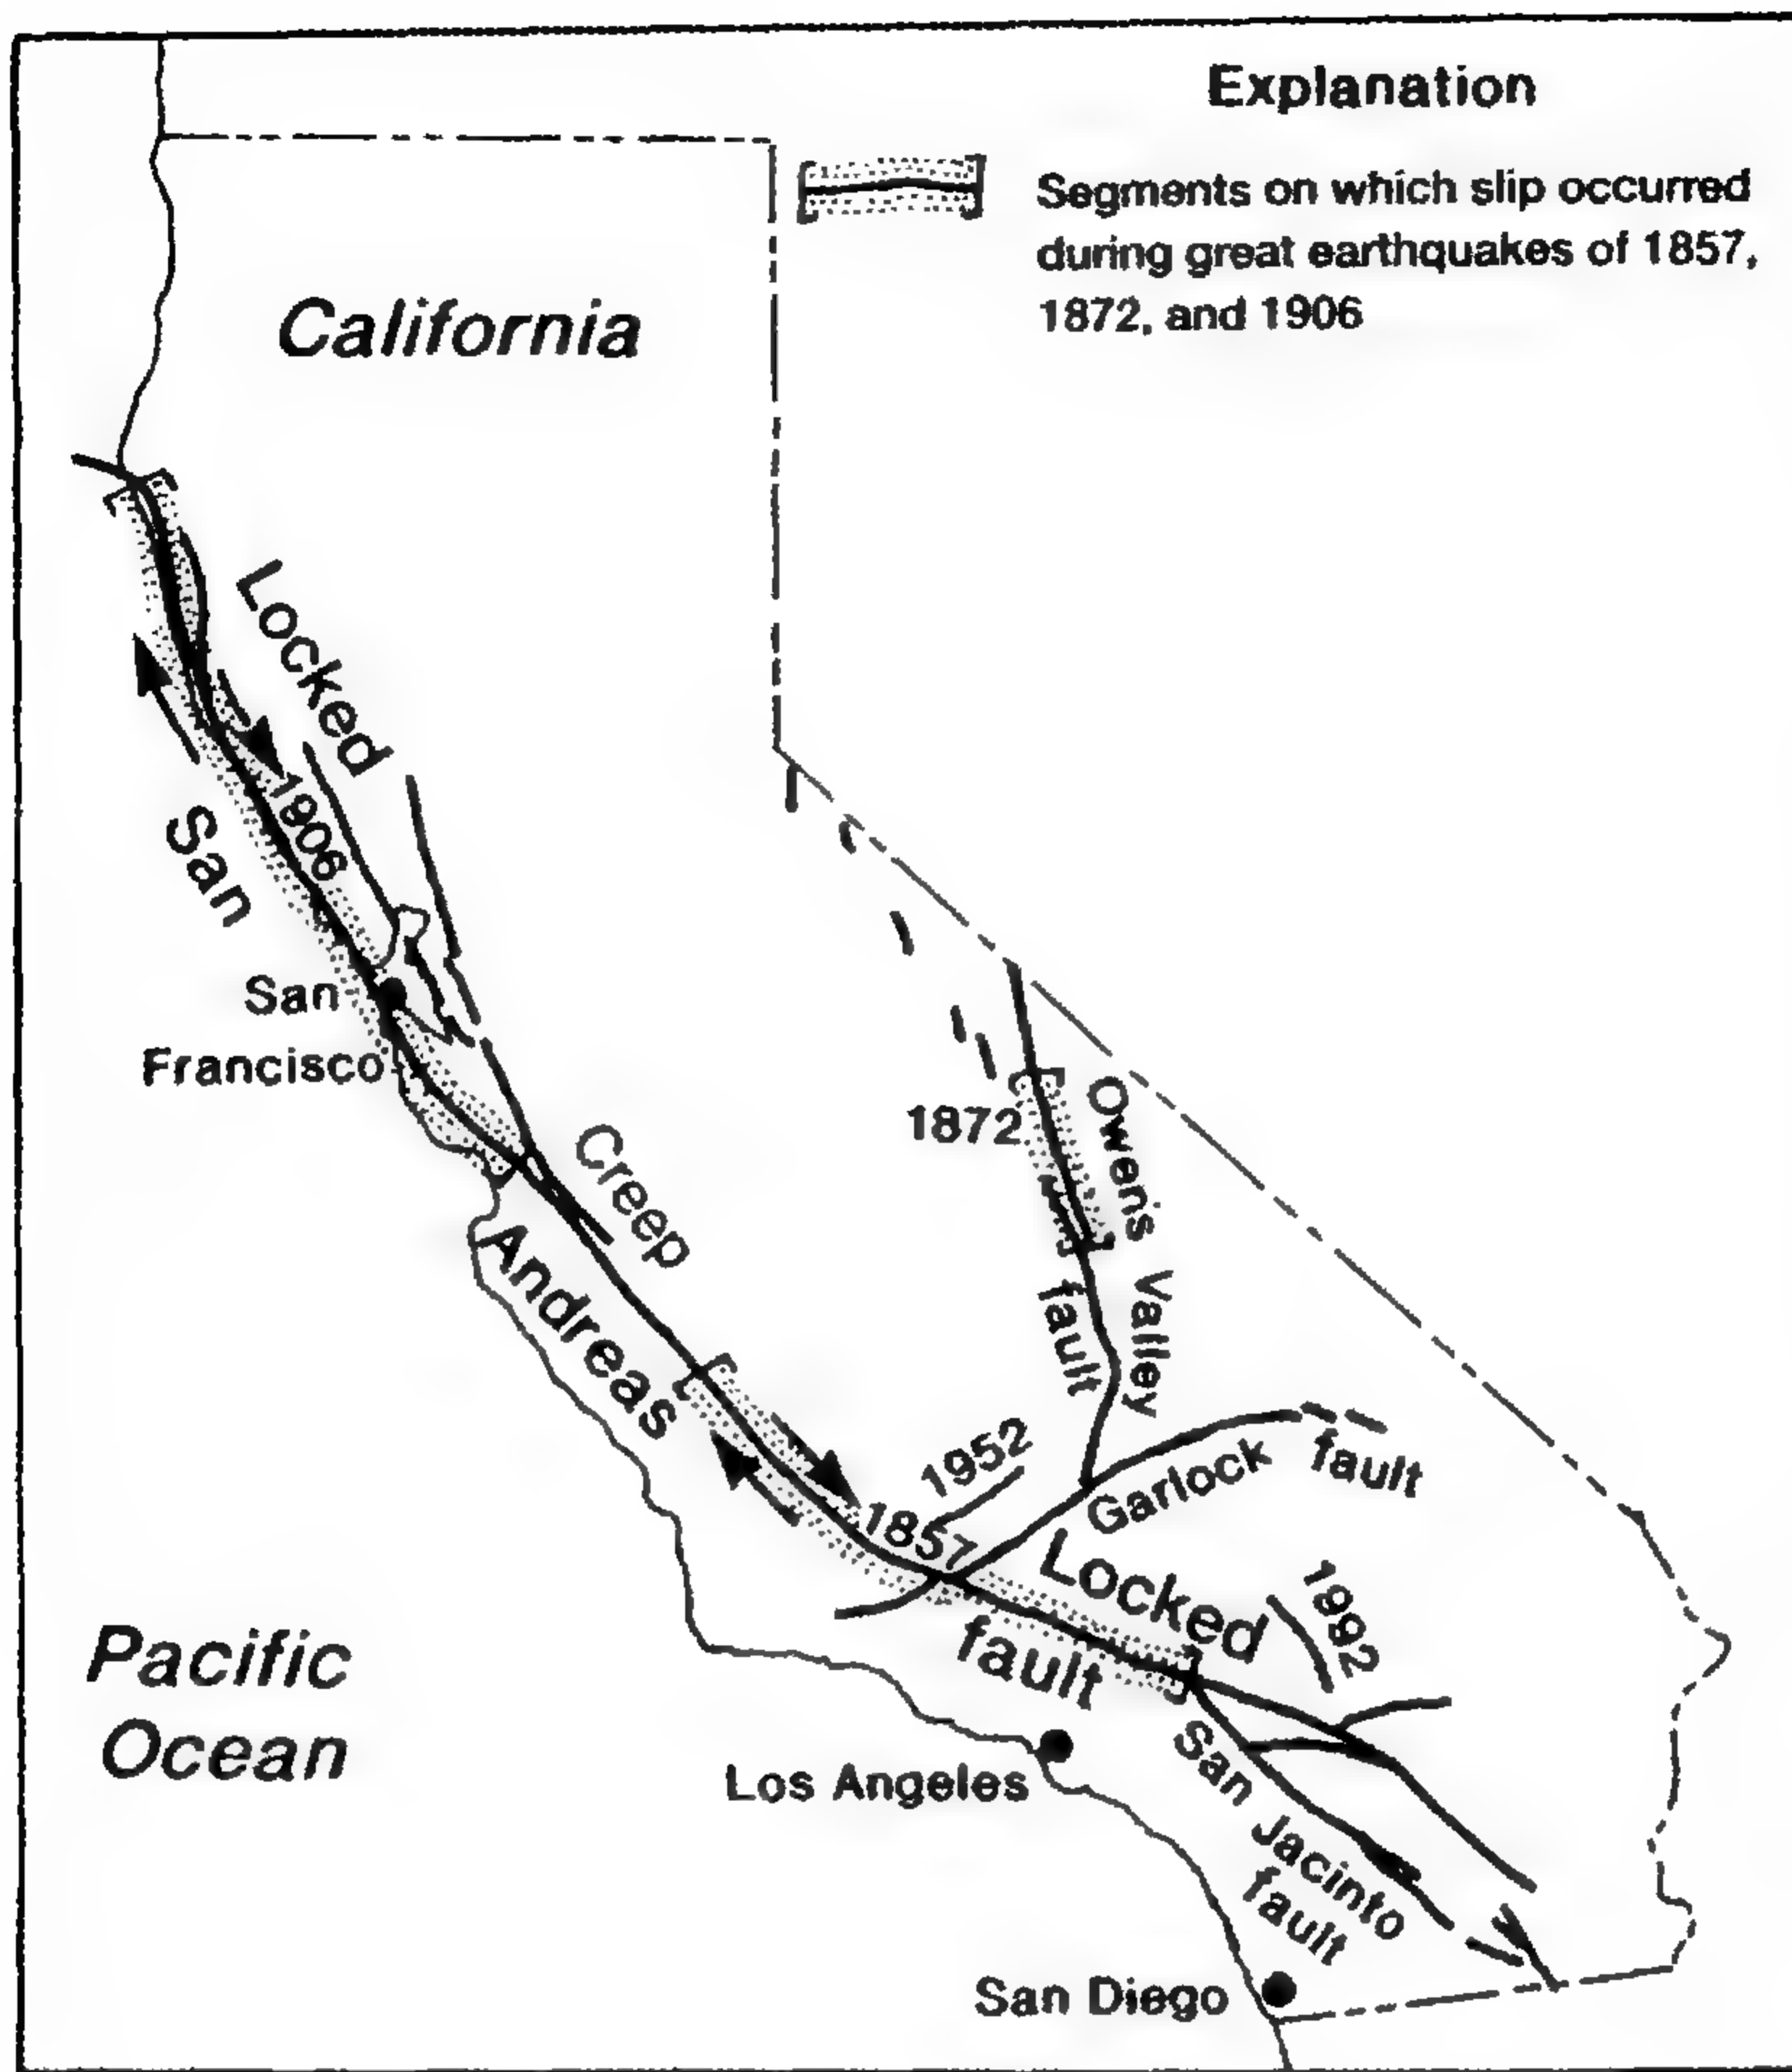 Explanation
Segments on which slip occurred
during great earthquakes of 1857,
1872, and 1906
California
Locked
1906
San
San
Francisco
Creep
Andreas
1872
Owens
Valley
fault
1952
1857
Garlock fault
Locked
fault
1992
Pacific
Ocean
Los Angeles
San Jacinto
fault
San Diego